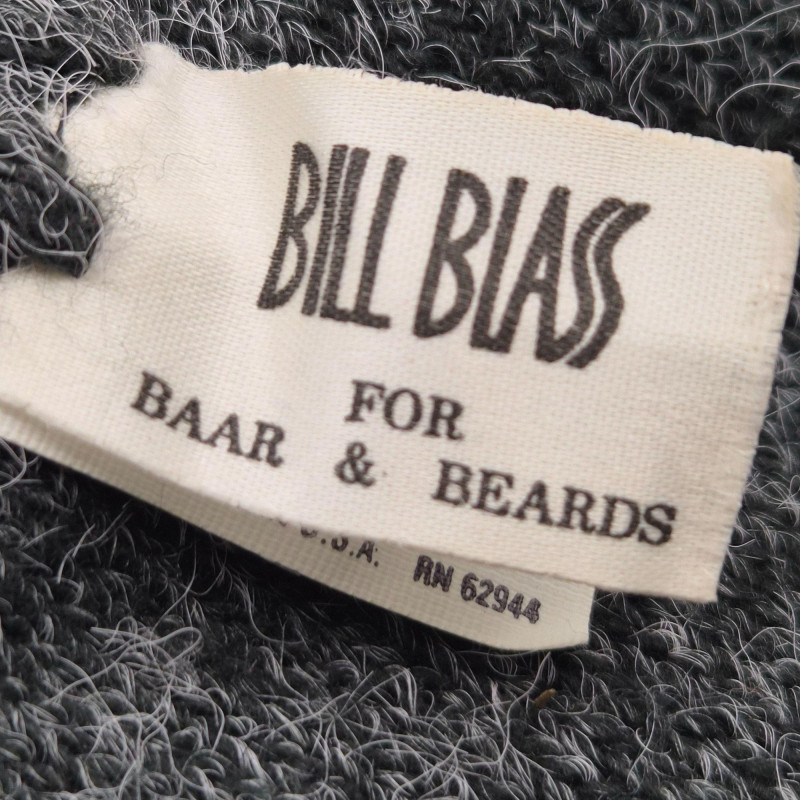 BILL BLASS
FOR
BAAR & BEARDS
U.S.A. RN 62944